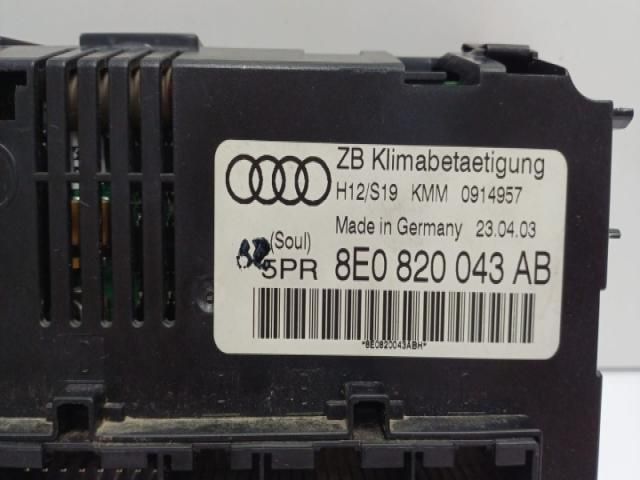 ZB Klimabetaetigung
H12/S19 KMM 0914957
Made in Germany 23.04.03
(Soul)
5PR 8E0 820 043 AB
*8E0820043ABH*